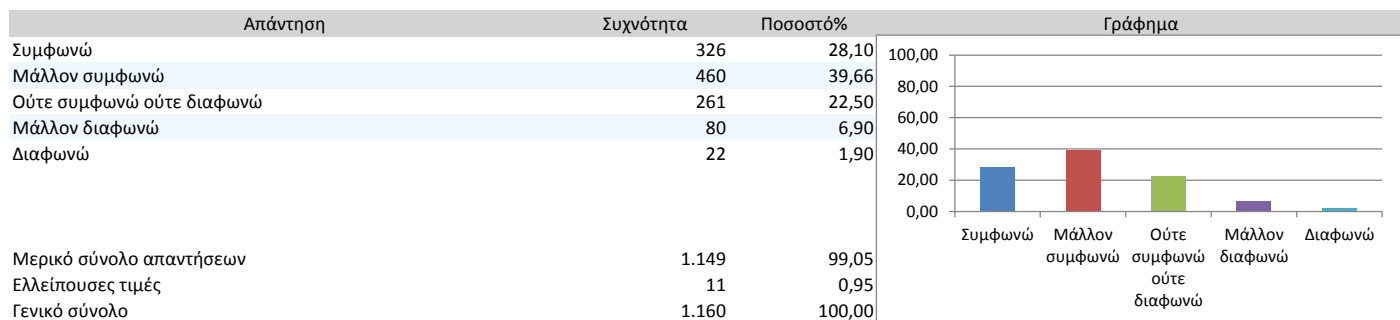 Απάντηση Συχνότητα Ποσοστό% Γράφημα
Συμφωνώ 326 28,10
Μάλλον συμφωνώ 460 39,66
Ούτε συμφωνώ ούτε διαφωνώ 261 22,50
Μάλλον διαφωνώ 80 6,90
Διαφωνώ 22 1,90
Μερικό σύνολο απαντήσεων 1.149 99,05
Ελλείπουσες τιμές 11 0,95
Γενικό σύνολο 1.160 100,00
100,00
80,00
60,00
40,00
20,00
0,00
Συμφωνώ Μάλλον Ούτε Μάλλον Διαφωνώ
συμφωνώ συμφωνώ διαφωνώ
ούτε
διαφωνώ